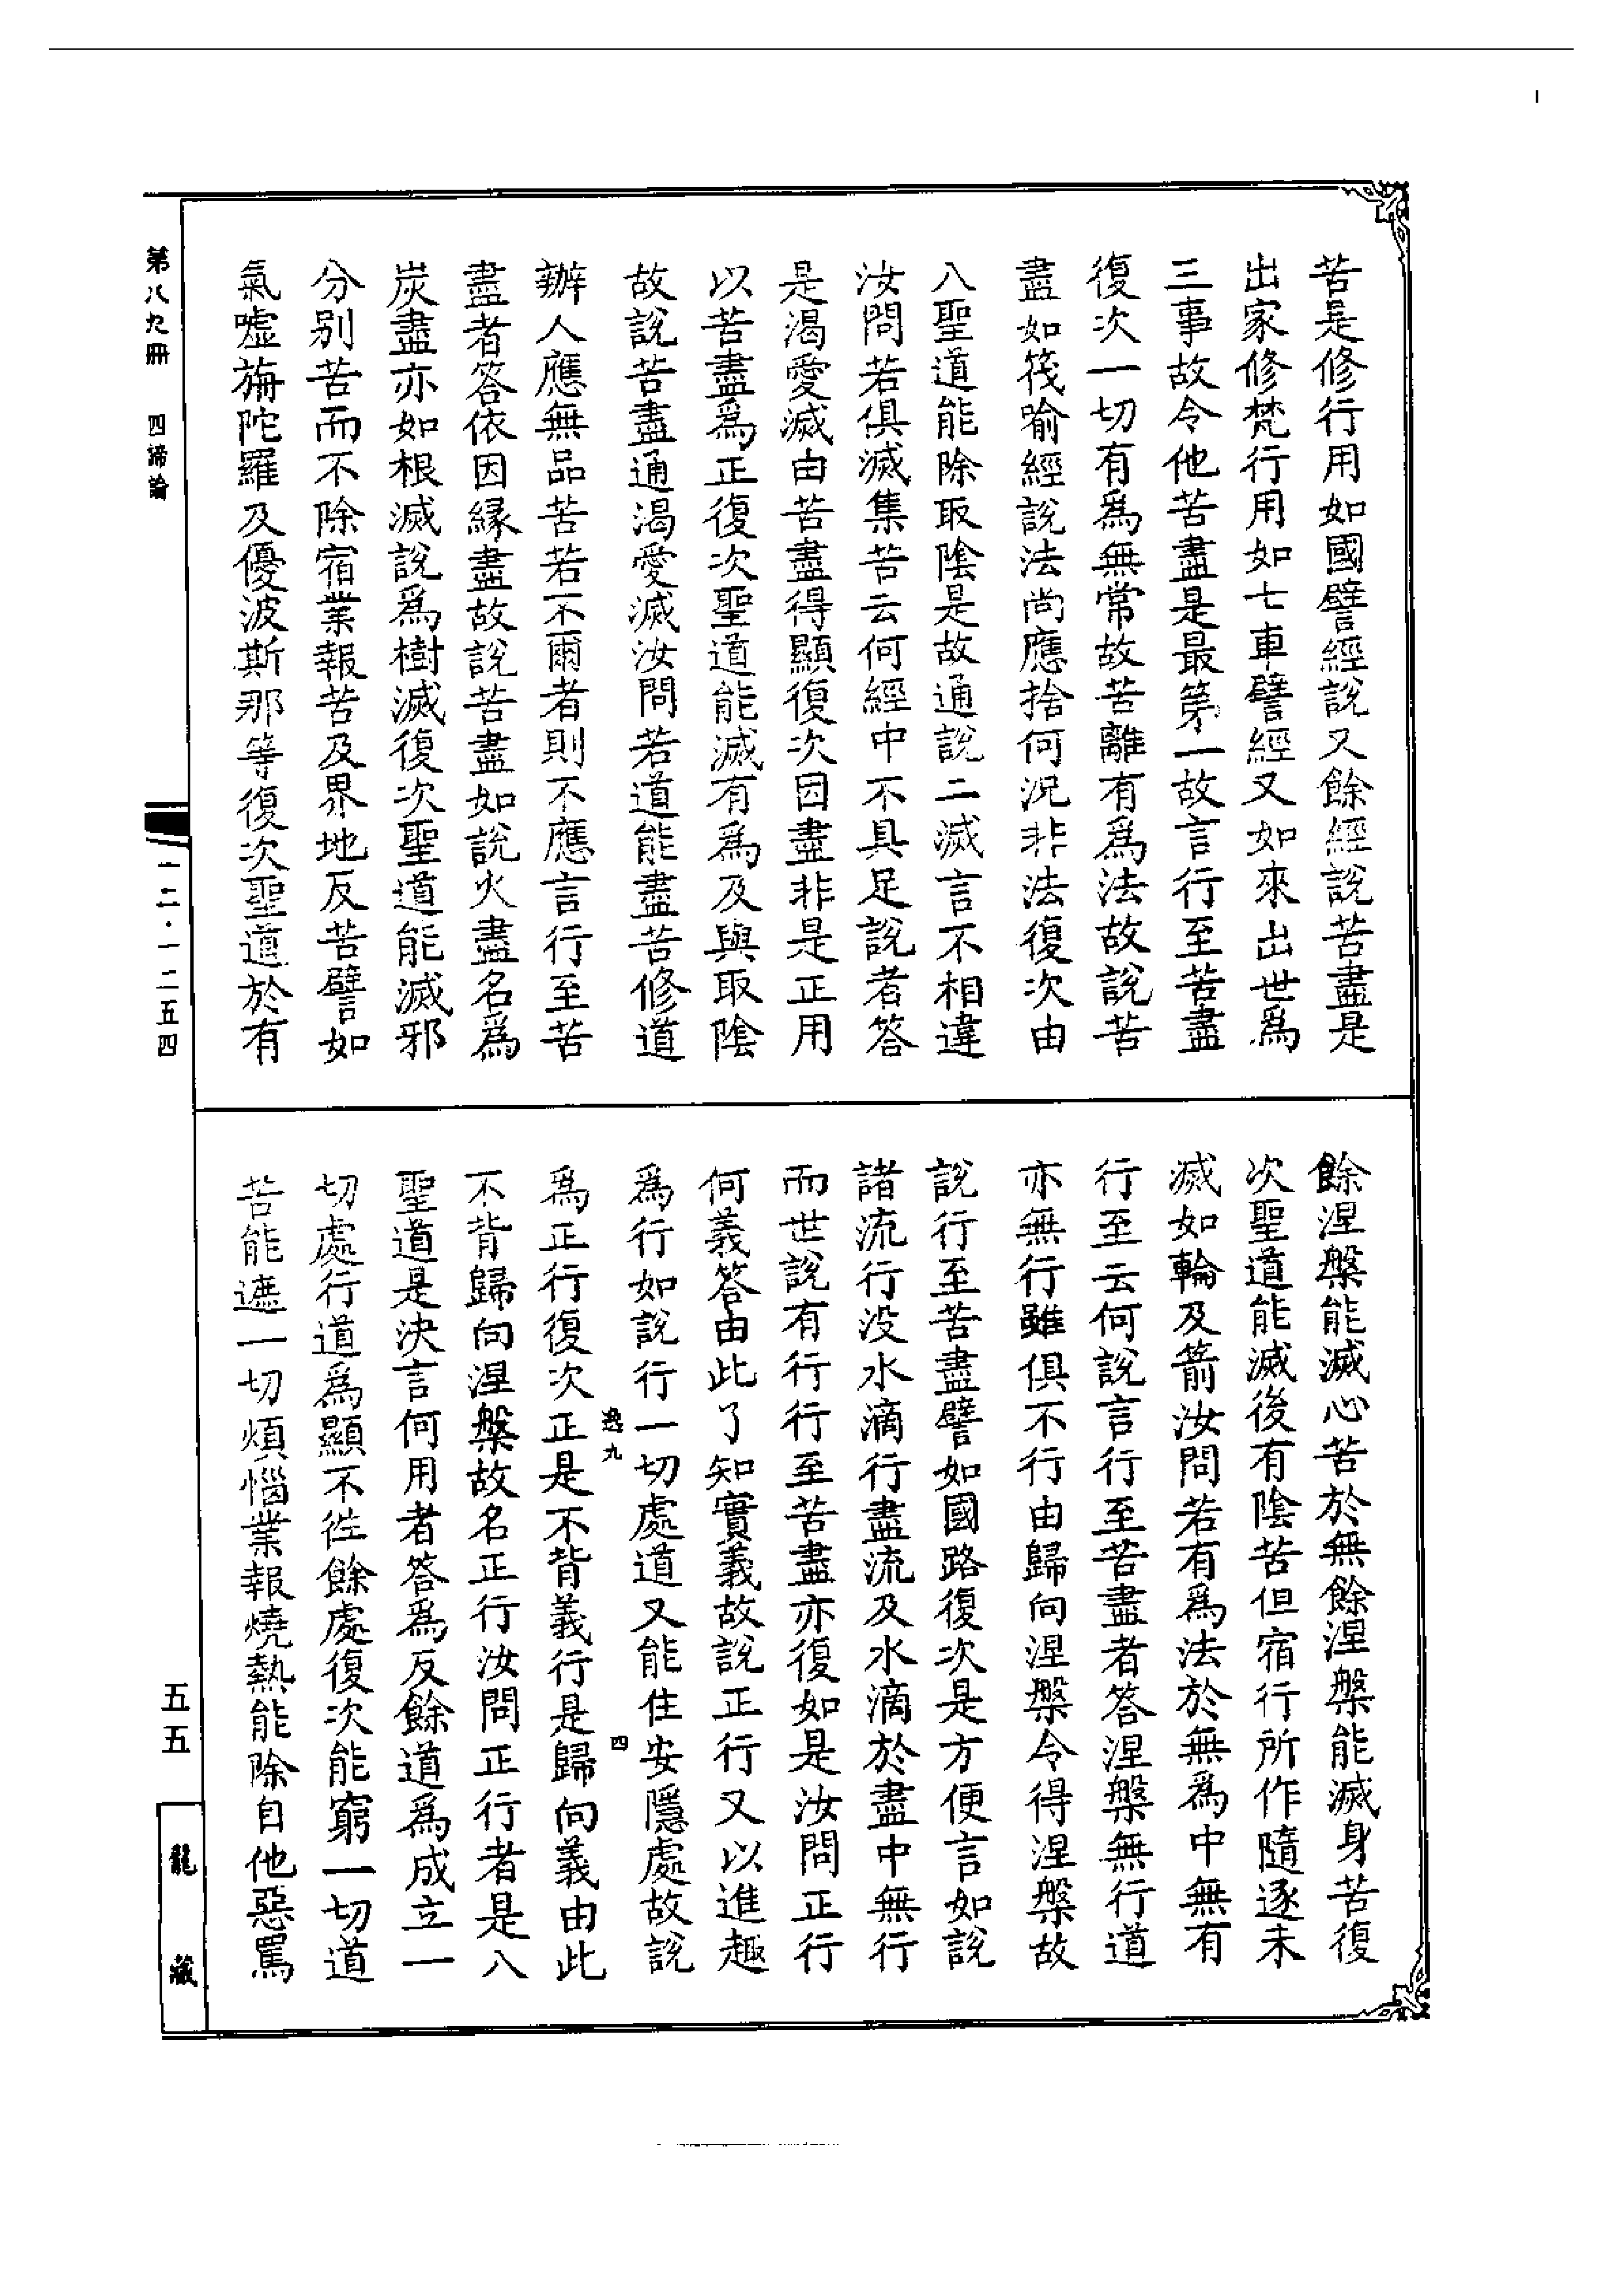 苦是修行用如國譬經說又餘經說苦盡是
出家修梵行用如七車譬經又如來出世爲
三事故令他苦盡是最第一故言行至苦盡
復次一切有爲無常故苦離有爲法故說苦
盡如筏喻經說法尚應捨何況非法復次由
八聖道能除取陰是故通說二滅言不相違
汝問若俱滅集苦云何經中不具足說者答
是渴愛滅由苦盡得顯復次因盡非是正用
以苦盡爲正復次聖道能滅有爲及與取陰
故說苦盡通渴愛滅汝問若道能盡苦修道
辦人應無品苦若不爾者則不應言行至苦
盡者答依因緣盡故說苦盡如說火盡名爲
炭盡亦如根滅說爲樹滅復次聖道能滅邪
分别苦而不除宿業報苦及界地反苦譬如
氣噓旃陀羅及優波斯那等復次聖道於有
餘涅槃能滅心苦於無餘涅槃能滅身苦復
次聖道能滅後有陰苦但宿行所作隨逐未
滅如輪及箭汝問若有爲法於無爲中無有
行至云何說言行至苦盡者答涅槃無行道
亦無行雖俱不行由歸向涅槃令得涅槃故
說行至苦盡譬如國路復次是方便言如說
諸流行没水滴行盡流及水滴於盡中無行
而世說有行行至苦盡亦復如是汝問正行
何義答由此了知實義故說正行又以進趣
爲行如說行一切處道又能住安隱處故說
逸九
四
爲正行復次正是不背義行是歸向義由此
不背歸向涅槃故名正行汝問正行者是八
聖道是決言何用者答爲反餘道爲成立一
切處行道爲顯不徃餘處復次能窮一切道
苦能遮一切煩惱業報燒熱能除自他惡罵
第八九冊 四諦論
一二·一二五四
五五
龍藏